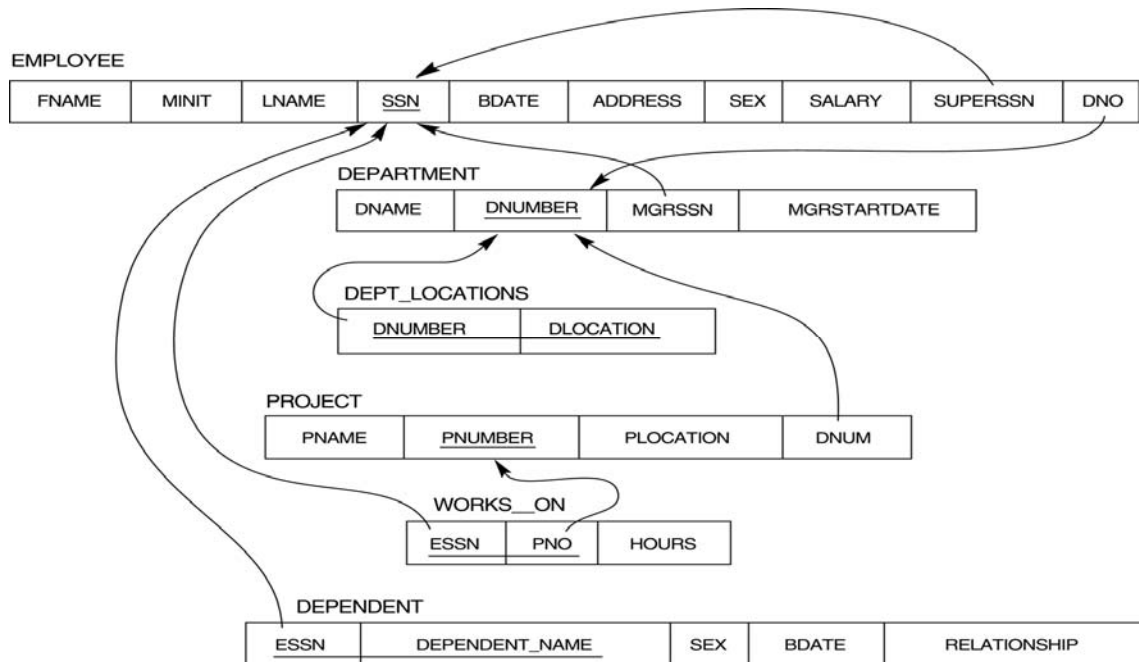 EMPLOYEE
FNAME MINIT LNAME SSN BDATE ADDRESS SEX SALARY SUPERSSN DNO
DEPARTMENT
DNAME DNUMBER MGRSSN MGRSTARTDATE
DEPT_LOCATIONS
DNUMBER DLOCATION
PROJECT
PNAME PNUMBER PLOCATION DNUM
WORKS__ON
ESSN PNO HOURS
DEPENDENT
ESSN DEPENDENT_NAME SEX BDATE RELATIONSHIP